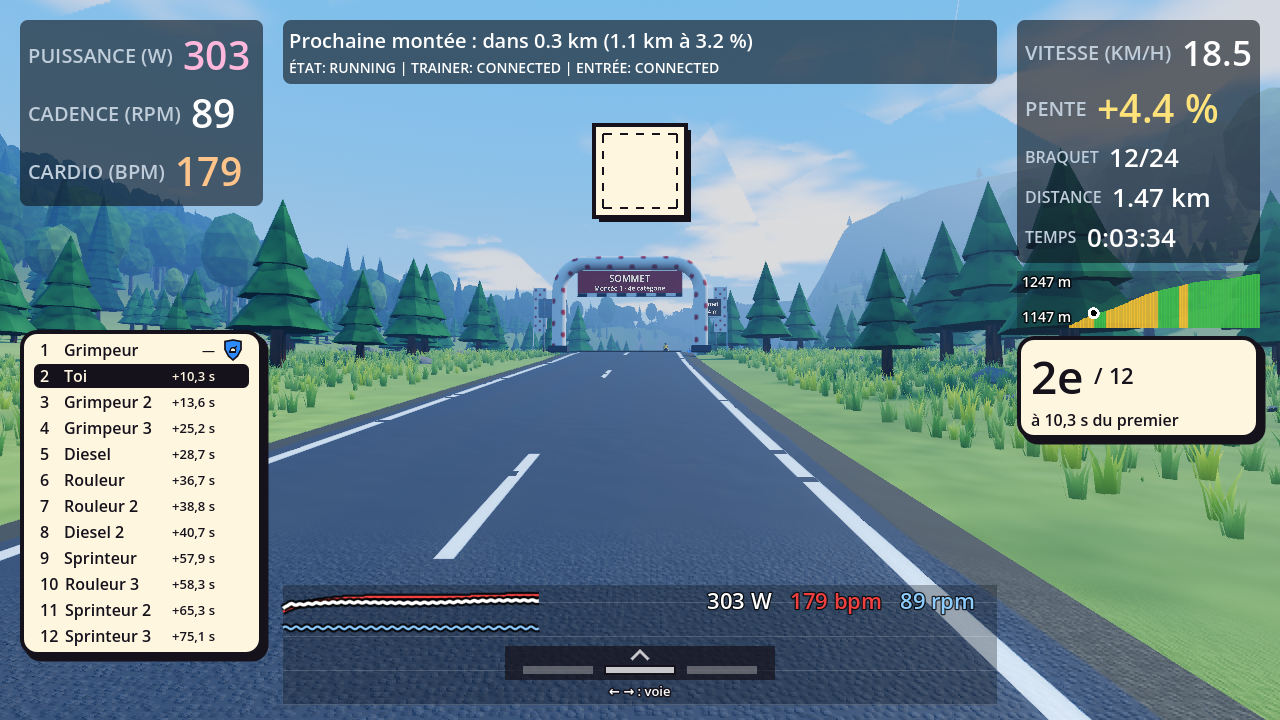 PUISSANCE (W) 303
CADENCE (RPM) 89
CARDIO (BPM) 179
Prochaine montée : dans 0.3 km (1.1 km à 3.2 %)
ÉTAT: RUNNING | TRAINER: CONNECTED | ENTRÉE: CONNECTED
VITESSE (KM/H) 18.5
PENTE +4.4 %
BRAQUET 12/24
DISTANCE 1.47 km
TEMPS 0:03:34
1247 m
1147 m
2e / 12
à 10,3 s du premier
SOMMET
Montée 1 · 4e catégorie
1 Grimpeur —
2 Toi +10,3 s
3 Grimpeur 2 +13,6 s
4 Grimpeur 3 +25,2 s
5 Diesel +28,7 s
6 Rouleur +36,7 s
7 Rouleur 2 +38,8 s
8 Diesel 2 +40,7 s
9 Sprinteur +57,9 s
10 Rouleur 3 +58,3 s
11 Sprinteur 2 +65,3 s
12 Sprinteur 3 +75,1 s
303 W 179 bpm 89 rpm
← → : voie